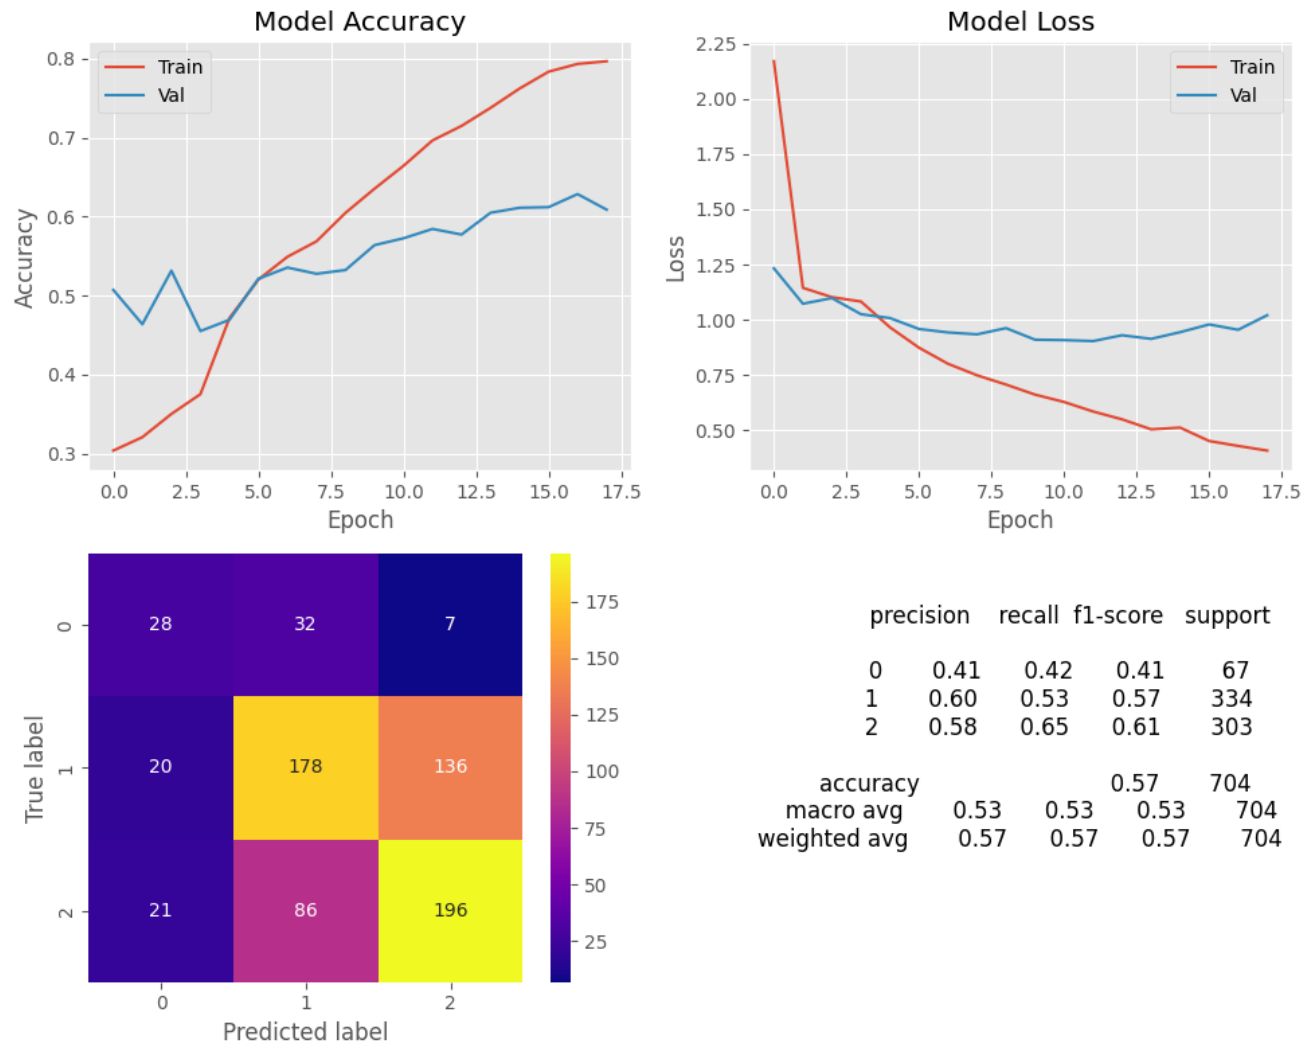 Model Accuracy
Train
Val
0.8
0.7
0.6
0.5
0.4
0.3
Accuracy
0.0 2.5 5.0 7.5 10.0 12.5 15.0 17.5
Epoch
Model Loss
Train
Val
2.25
2.00
1.75
1.50
1.25
1.00
0.75
0.50
Loss
0.0 2.5 5.0 7.5 10.0 12.5 15.0 17.5
Epoch
True label
0 28 32 7
1 20 178 136
2 21 86 196
0 1 2
Predicted label
175
150
125
100
75
50
25
precision recall f1-score support
0 0.41 0.42 0.41 67
1 0.60 0.53 0.57 334
2 0.58 0.65 0.61 303
accuracy 0.57 704
macro avg 0.53 0.53 0.53 704
weighted avg 0.57 0.57 0.57 704